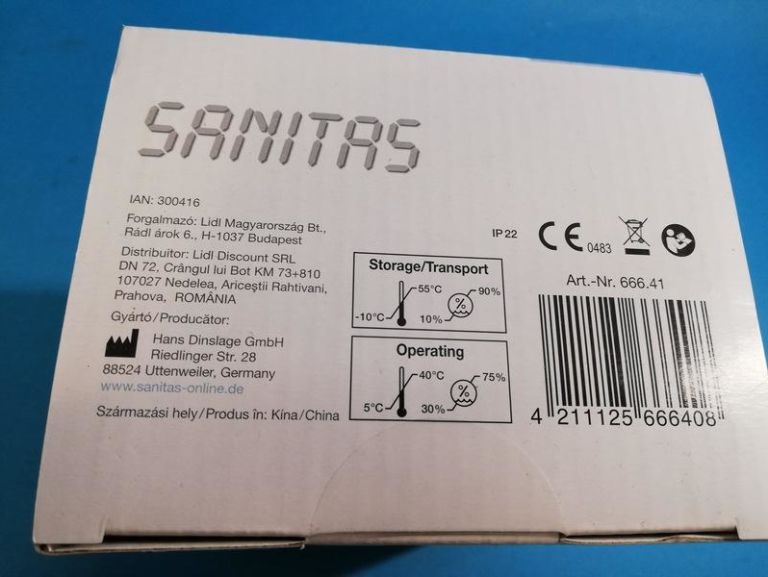 SANITAS
IAN: 300416
Forgalmazó: Lidl Magyarország Bt.,
Rádl árok 6., H-1037 Budapest
Distribuitor: Lidl Discount SRL
DN 72, Crângul lui Bot KM 73+810
107027 Nedelea, Ariceștii Rahtivani,
Prahova, ROMÂNIA
Gyártó/Producător:
Hans Dinslage GmbH
Riedlinger Str. 28
88524 Uttenweiler, Germany
www.sanitas-online.de
Származási hely/Produs în: Kína/China
IP 22
CE 0483
Storage/Transport
55°C
90%
%
-10°C
10%
Operating
40°C
75%
%
5°C
30%
Art.-Nr. 666.41
4 211125 666408